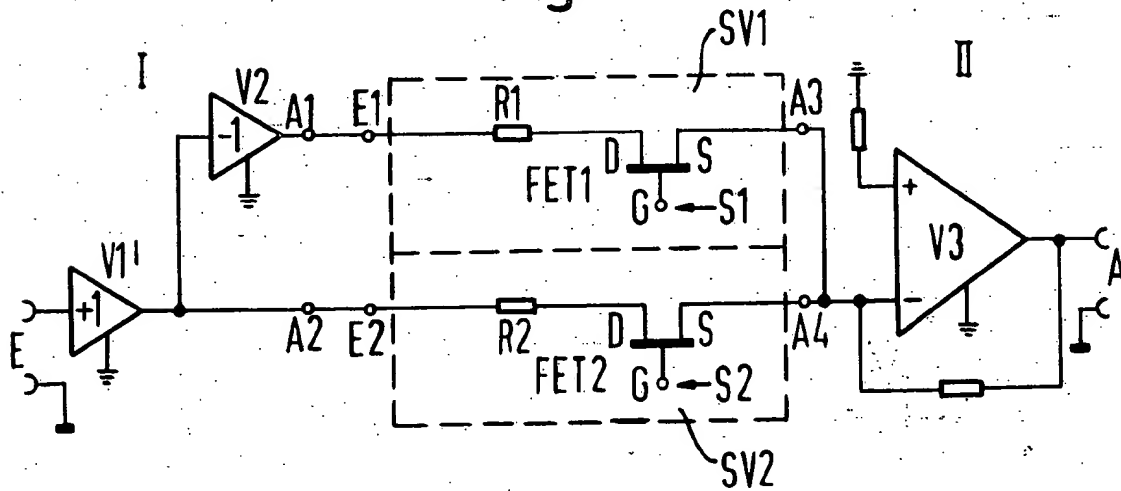 I
SV1
II
V2
-1
A1
E1
R1
A3
D
S
FET1
G
S1
+
V3
-
A
V1'
+1
E
A2
E2
R2
D
S
A4
FET2
G
S2
SV2